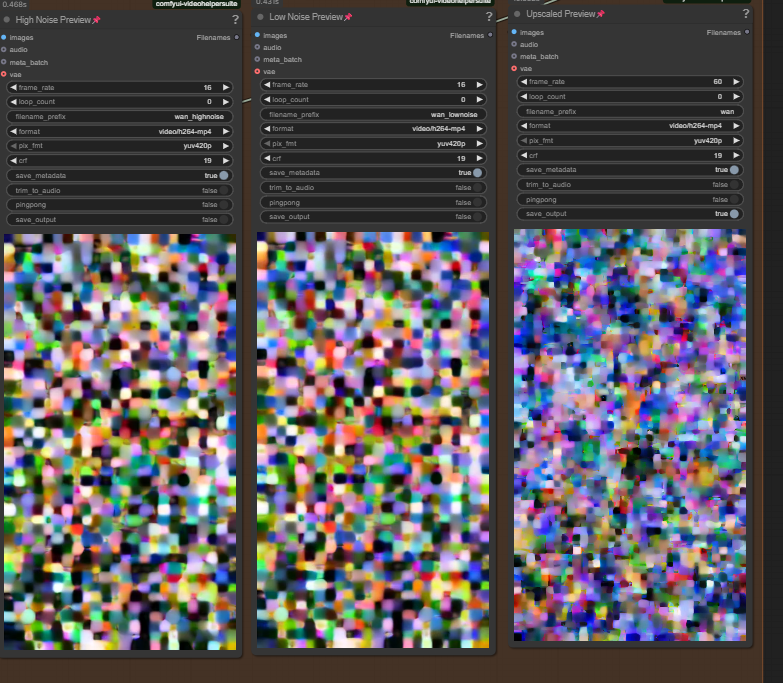 0.468s
comfyui-videohelpersuite
High Noise Preview📌
?
images
Filenames
audio
meta_batch
vae
frame_rate 16
loop_count 0
filename_prefix wan_highnoise
format video/h264-mp4
pix_fmt yuv420p
crf 19
save_metadata true
trim_to_audio false
pingpong false
save_output false
comfyui-videohelpersuite
Low Noise Preview📌
?
images
Filenames
audio
meta_batch
vae
frame_rate 16
loop_count 0
filename_prefix wan_lownoise
format video/h264-mp4
pix_fmt yuv420p
crf 19
save_metadata true
trim_to_audio false
pingpong false
save_output false
Upscaled Preview📌
?
images
Filenames
audio
meta_batch
vae
frame_rate 60
loop_count 0
filename_prefix wan
format video/h264-mp4
pix_fmt yuv420p
crf 19
save_metadata true
trim_to_audio false
pingpong false
save_output true